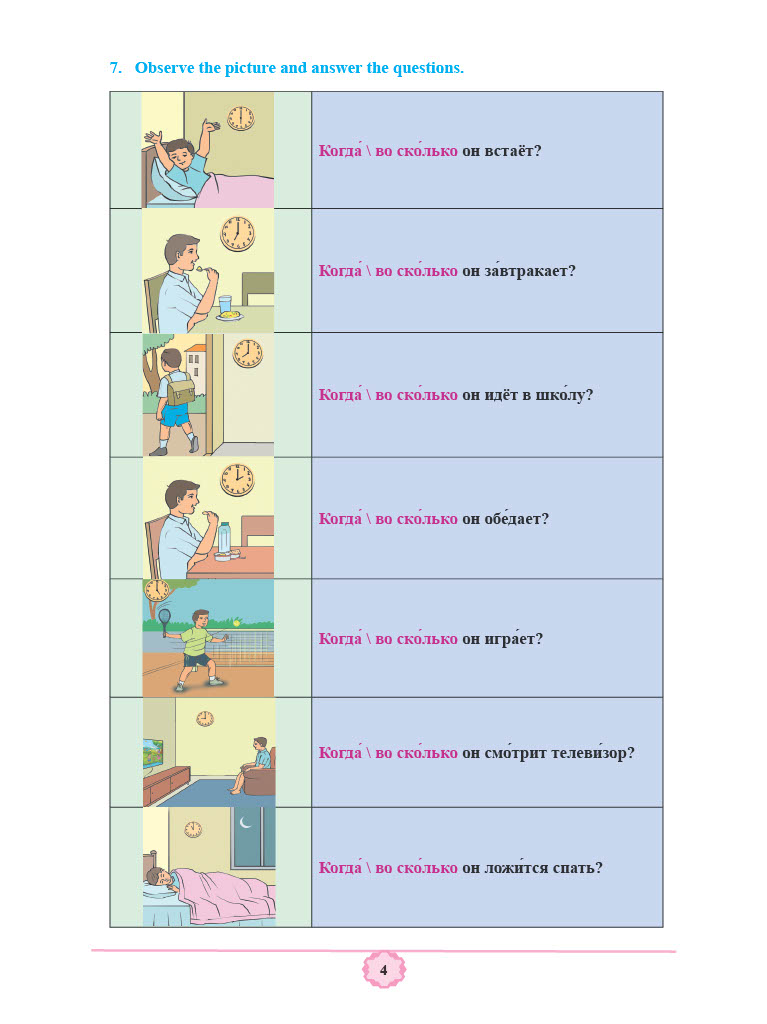 7. Observe the picture and answer the questions.
Когда́ \ во ско́лько он встаёт?
Когда́ \ во ско́лько он за́втракает?
Когда́ \ во ско́лько он идёт в шко́лу?
Когда́ \ во ско́лько он обе́дает?
Когда́ \ во ско́лько он игра́ет?
Когда́ \ во ско́лько он смо́трит телеви́зор?
Когда́ \ во ско́лько он ложи́тся спать?
4